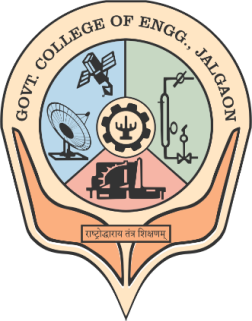 GOVT. COLLEGE OF ENGG., JALGAON
राष्ट्रोद्धाराय तंत्र शिक्षणम्